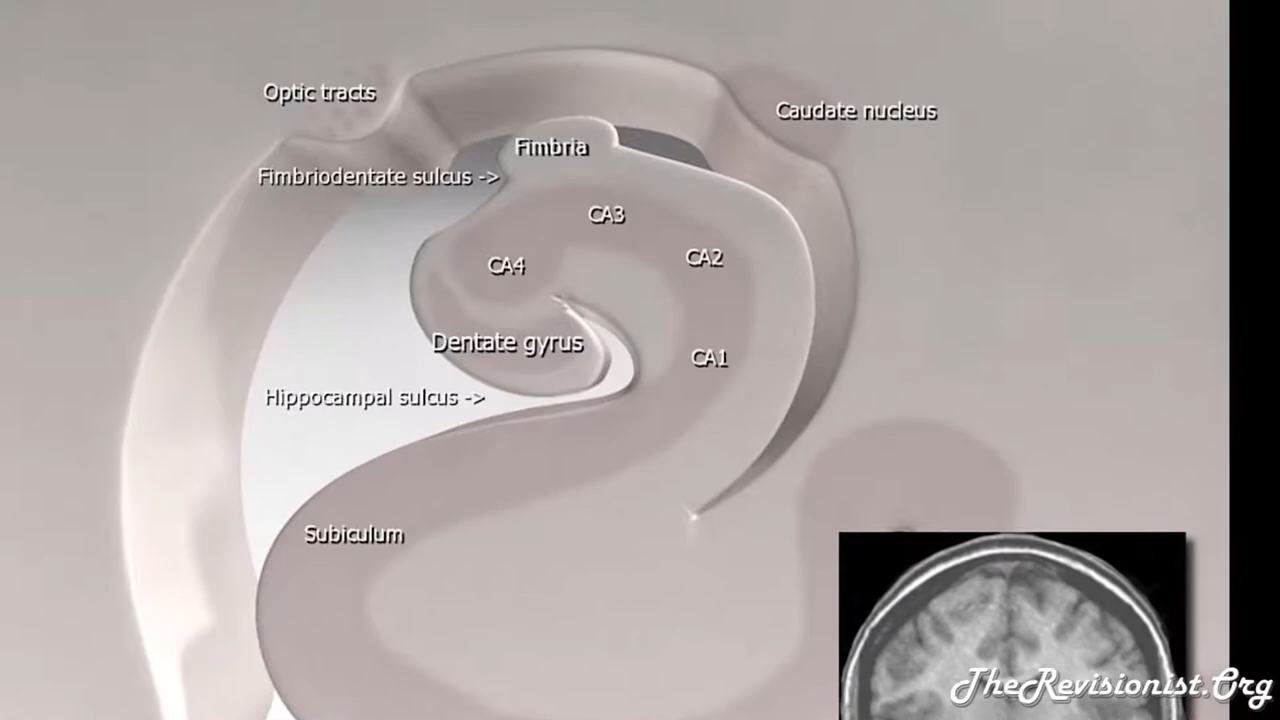 Optic tracts
Caudate nucleus
Fimbria
Fimbriodentate sulcus ->
CA3
CA2
CA4
Dentate gyrus
CA1
Hippocampal sulcus ->
Subiculum
TheRevisionist.Org